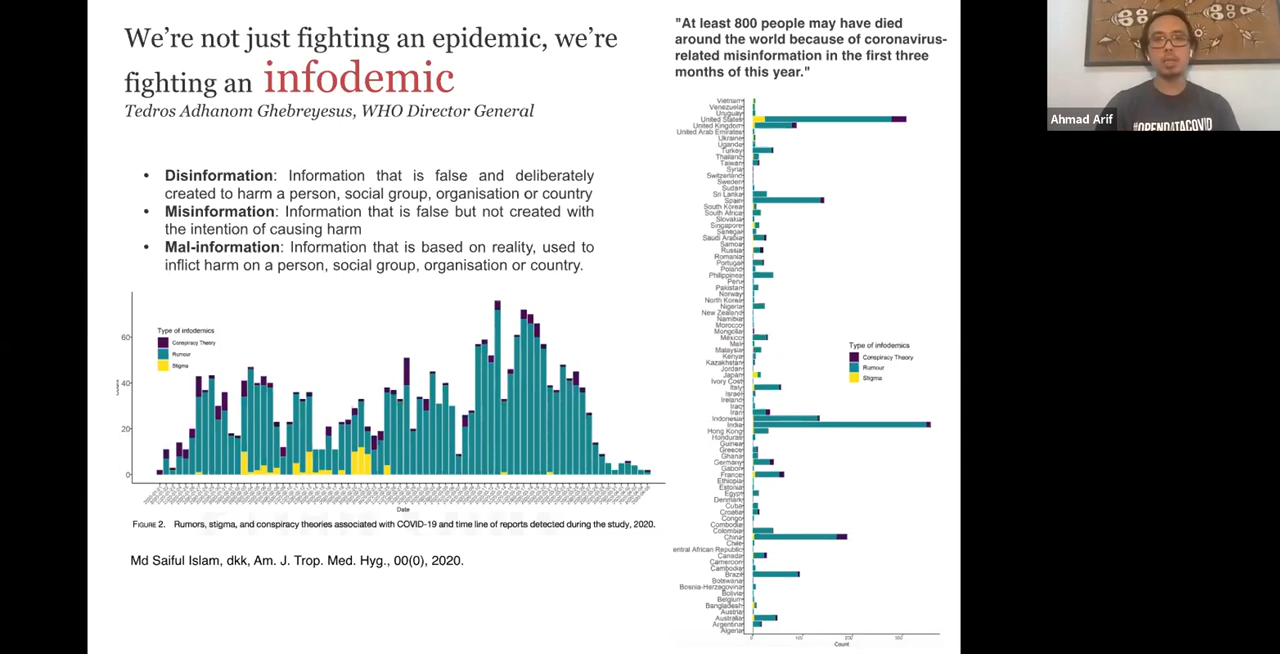 We're not just fighting an epidemic, we're
fighting an infodemic
Tedros Adhanom Ghebreyesus, WHO Director General
• Disinformation: Information that is false and deliberately
created to harm a person, social group, organisation or country
• Misinformation: Information that is false but not created with
the intention of causing harm
• Mal-information: Information that is based on reality, used to
inflict harm on a person, social group, organisation or country.
Type of infodemics
Conspiracy Theory
Rumour
Stigma
60
40
20
0
Date
FIGURE 2. Rumors, stigma, and conspiracy theories associated with COVID-19 and time line of reports detected during the study, 2020.
Md Saiful Islam, dkk, Am. J. Trop. Med. Hyg., 00(0), 2020.
"At least 800 people may have died
around the world because of coronavirus-
related misinformation in the first three
months of this year."
Vietnam
Venezuela
Uruguay
United States
United Kingdom
United Arab Emirates
Ukraine
Uganda
Turkey
Thailand
Taiwan
Syria
Switzerland
Sweden
Sudan
Sri Lanka
Spain
South Korea
South Africa
Slovakia
Singapore
Senegal
Saudi Arabia
Samoa
Russia
Romania
Portugal
Poland
Philippines
Peru
Pakistan
Norway
North Korea
Nigeria
New Zealand
Namibia
Morocco
Mongolia
Mexico
Mali
Malaysia
Kenya
Kazakhstan
Jordan
Japan
Ivory Cost
Italy
Israel
Ireland
Iraq
Iran
Indonesia
India
Hong Kong
Honduras
Guinea
Greece
Ghana
Germany
Gabon
France
Ethiopia
Estonia
Egypt
Denmark
Cuba
Croatia
Congo
Combodia
Colombia
China
Chile
entral African Republic
Canada
Cameroon
Cambodia
Brazil
Botswana
Bosnia-Herzegovina
Bolivia
Belgium
Bangladesh
Austria
Australia
Argentina
Algeria
Type of infodemics
Conspiracy Theory
Rumour
Stigma
Count
Ahmad Arif
#OPENDATACOVID